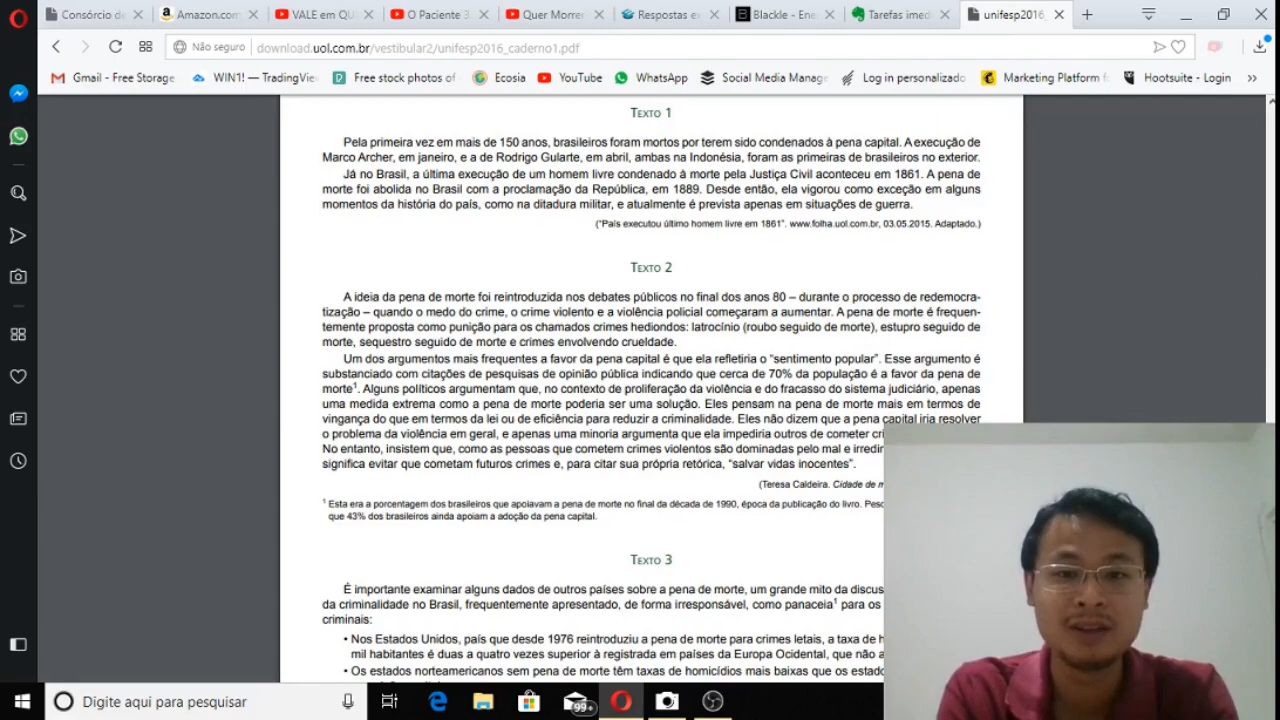 Consórcio d
Amazon.com
VALE em QU
O Paciente 3
Quer Morre
Respostas e
Blackle - Ene
Tarefas imed
unifesp2016_
Não seguro
download.uol.com.br/vestibular2/unifesp2016_caderno1.pdf
Gmail - Free Storage
WIN1! — TradingVie
Free stock photos of
Ecosia
YouTube
WhatsApp
Social Media Manag
Log in personalizado
Marketing Platform f
Hootsuite - Login
TEXTO 1
Pela primeira vez em mais de 150 anos, brasileiros foram mortos por terem sido condenados à pena capital. A execução de
Marco Archer, em janeiro, e a de Rodrigo Gularte, em abril, ambas na Indonésia, foram as primeiras de brasileiros no exterior.
Já no Brasil, a última execução de um homem livre condenado à morte pela Justiça Civil aconteceu em 1861. A pena de
morte foi abolida no Brasil com a proclamação da República, em 1889. Desde então, ela vigorou como exceção em alguns
momentos da história do país, como na ditadura militar, e atualmente é prevista apenas em situações de guerra.
("País executou último homem livre em 1861". www.folha.uol.com.br, 03.05.2015. Adaptado.)
TEXTO 2
A ideia da pena de morte foi reintroduzida nos debates públicos no final dos anos 80 – durante o processo de redemocra-
tização – quando o medo do crime, o crime violento e a violência policial começaram a aumentar. A pena de morte é frequen-
temente proposta como punição para os chamados crimes hediondos: latrocínio (roubo seguido de morte), estupro seguido de
morte, sequestro seguido de morte e crimes envolvendo crueldade.
Um dos argumentos mais frequentes a favor da pena capital é que ela refletiria o “sentimento popular”. Esse argumento é
substanciado com citações de pesquisas de opinião pública indicando que cerca de 70% da população é a favor da pena de
morte¹. Alguns políticos argumentam que, no contexto de proliferação da violência e do fracasso do sistema judiciário, apenas
uma medida extrema como a pena de morte poderia ser uma solução. Eles pensam na pena de morte mais em termos de
vingança do que em termos da lei ou de eficiência para reduzir a criminalidade. Eles não dizem que a pena capital iria resolver
o problema da violência em geral, e apenas uma minoria argumenta que ela impediria outros de cometer cri
No entanto, insistem que, como as pessoas que cometem crimes violentos são dominadas pelo mal e irredi
significa evitar que cometam futuros crimes e, para citar sua própria retórica, “salvar vidas inocentes”.
(Teresa Caldeira. Cidade de m
¹ Esta era a porcentagem dos brasileiros que apoiavam a pena de morte no final da década de 1990, época da publicação do livro. Pesq
que 43% dos brasileiros ainda apoiam a adoção da pena capital.
TEXTO 3
É importante examinar alguns dados de outros países sobre a pena de morte, um grande mito da discus
da criminalidade no Brasil, frequentemente apresentado, de forma irresponsável, como panaceia¹ para os
criminais:
• Nos Estados Unidos, país que desde 1976 reintroduziu a pena de morte para crimes letais, a taxa de h
mil habitantes é duas a quatro vezes superior à registrada em países da Europa Ocidental, que não a
• Os estados norteamericanos sem pena de morte têm taxas de homicídios mais baixas que os estado
Digite aqui para pesquisar
99+